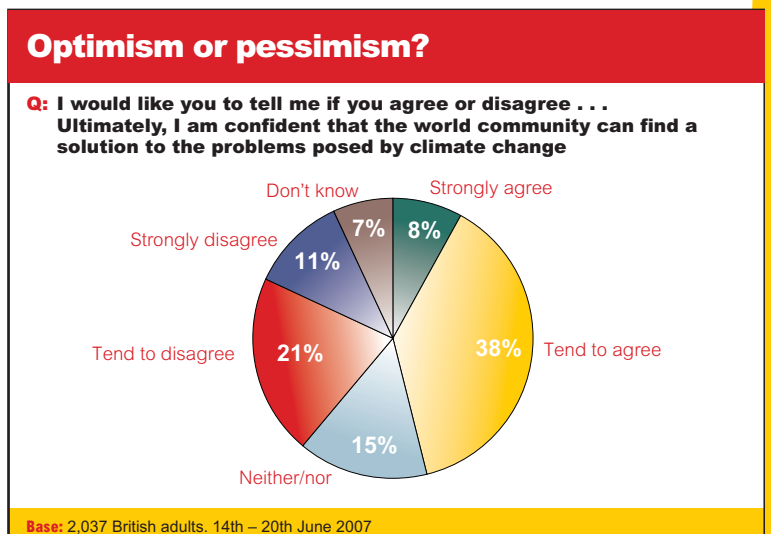 Optimism or pessimism?
Q: I would like you to tell me if you agree or disagree . . .
Ultimately, I am confident that the world community can find a
solution to the problems posed by climate change
Don't know
Strongly agree
7%
8%
Strongly disagree
11%
Tend to disagree
21%
38%
Tend to agree
15%
Neither/nor
Base: 2,037 British adults. 14th – 20th June 2007